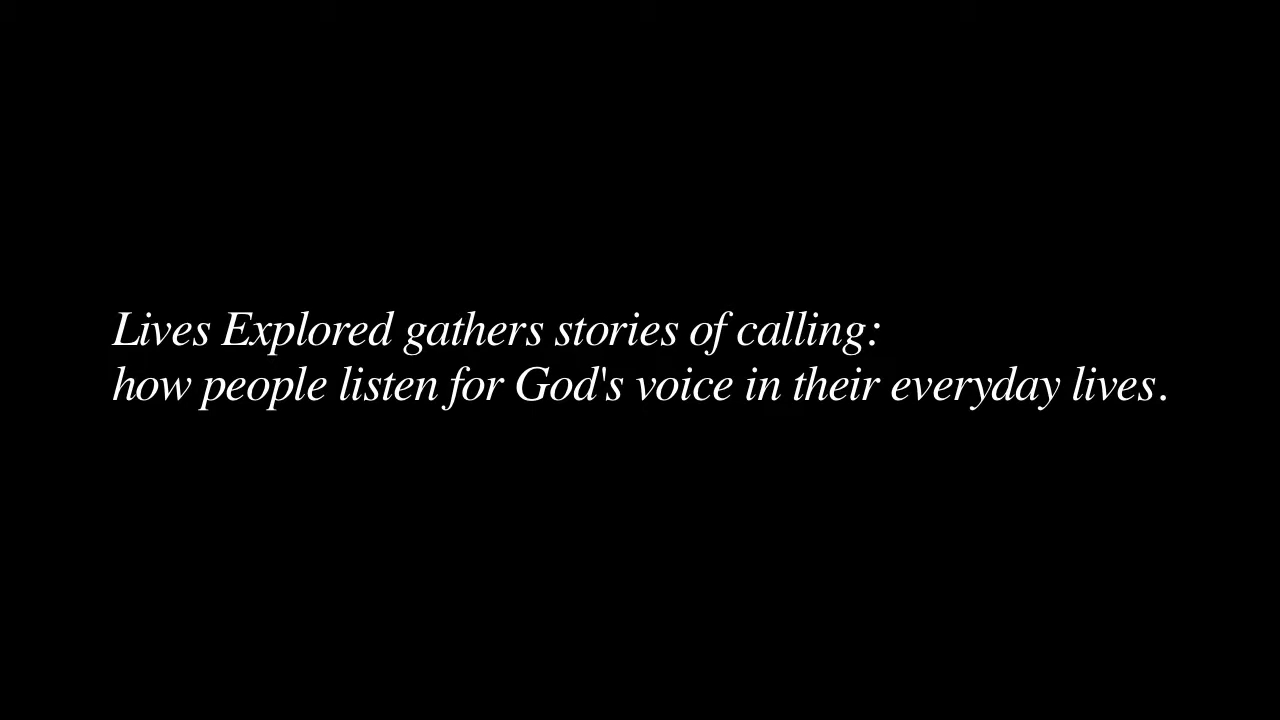 Lives Explored gathers stories of calling:
how people listen for God's voice in their everyday lives.